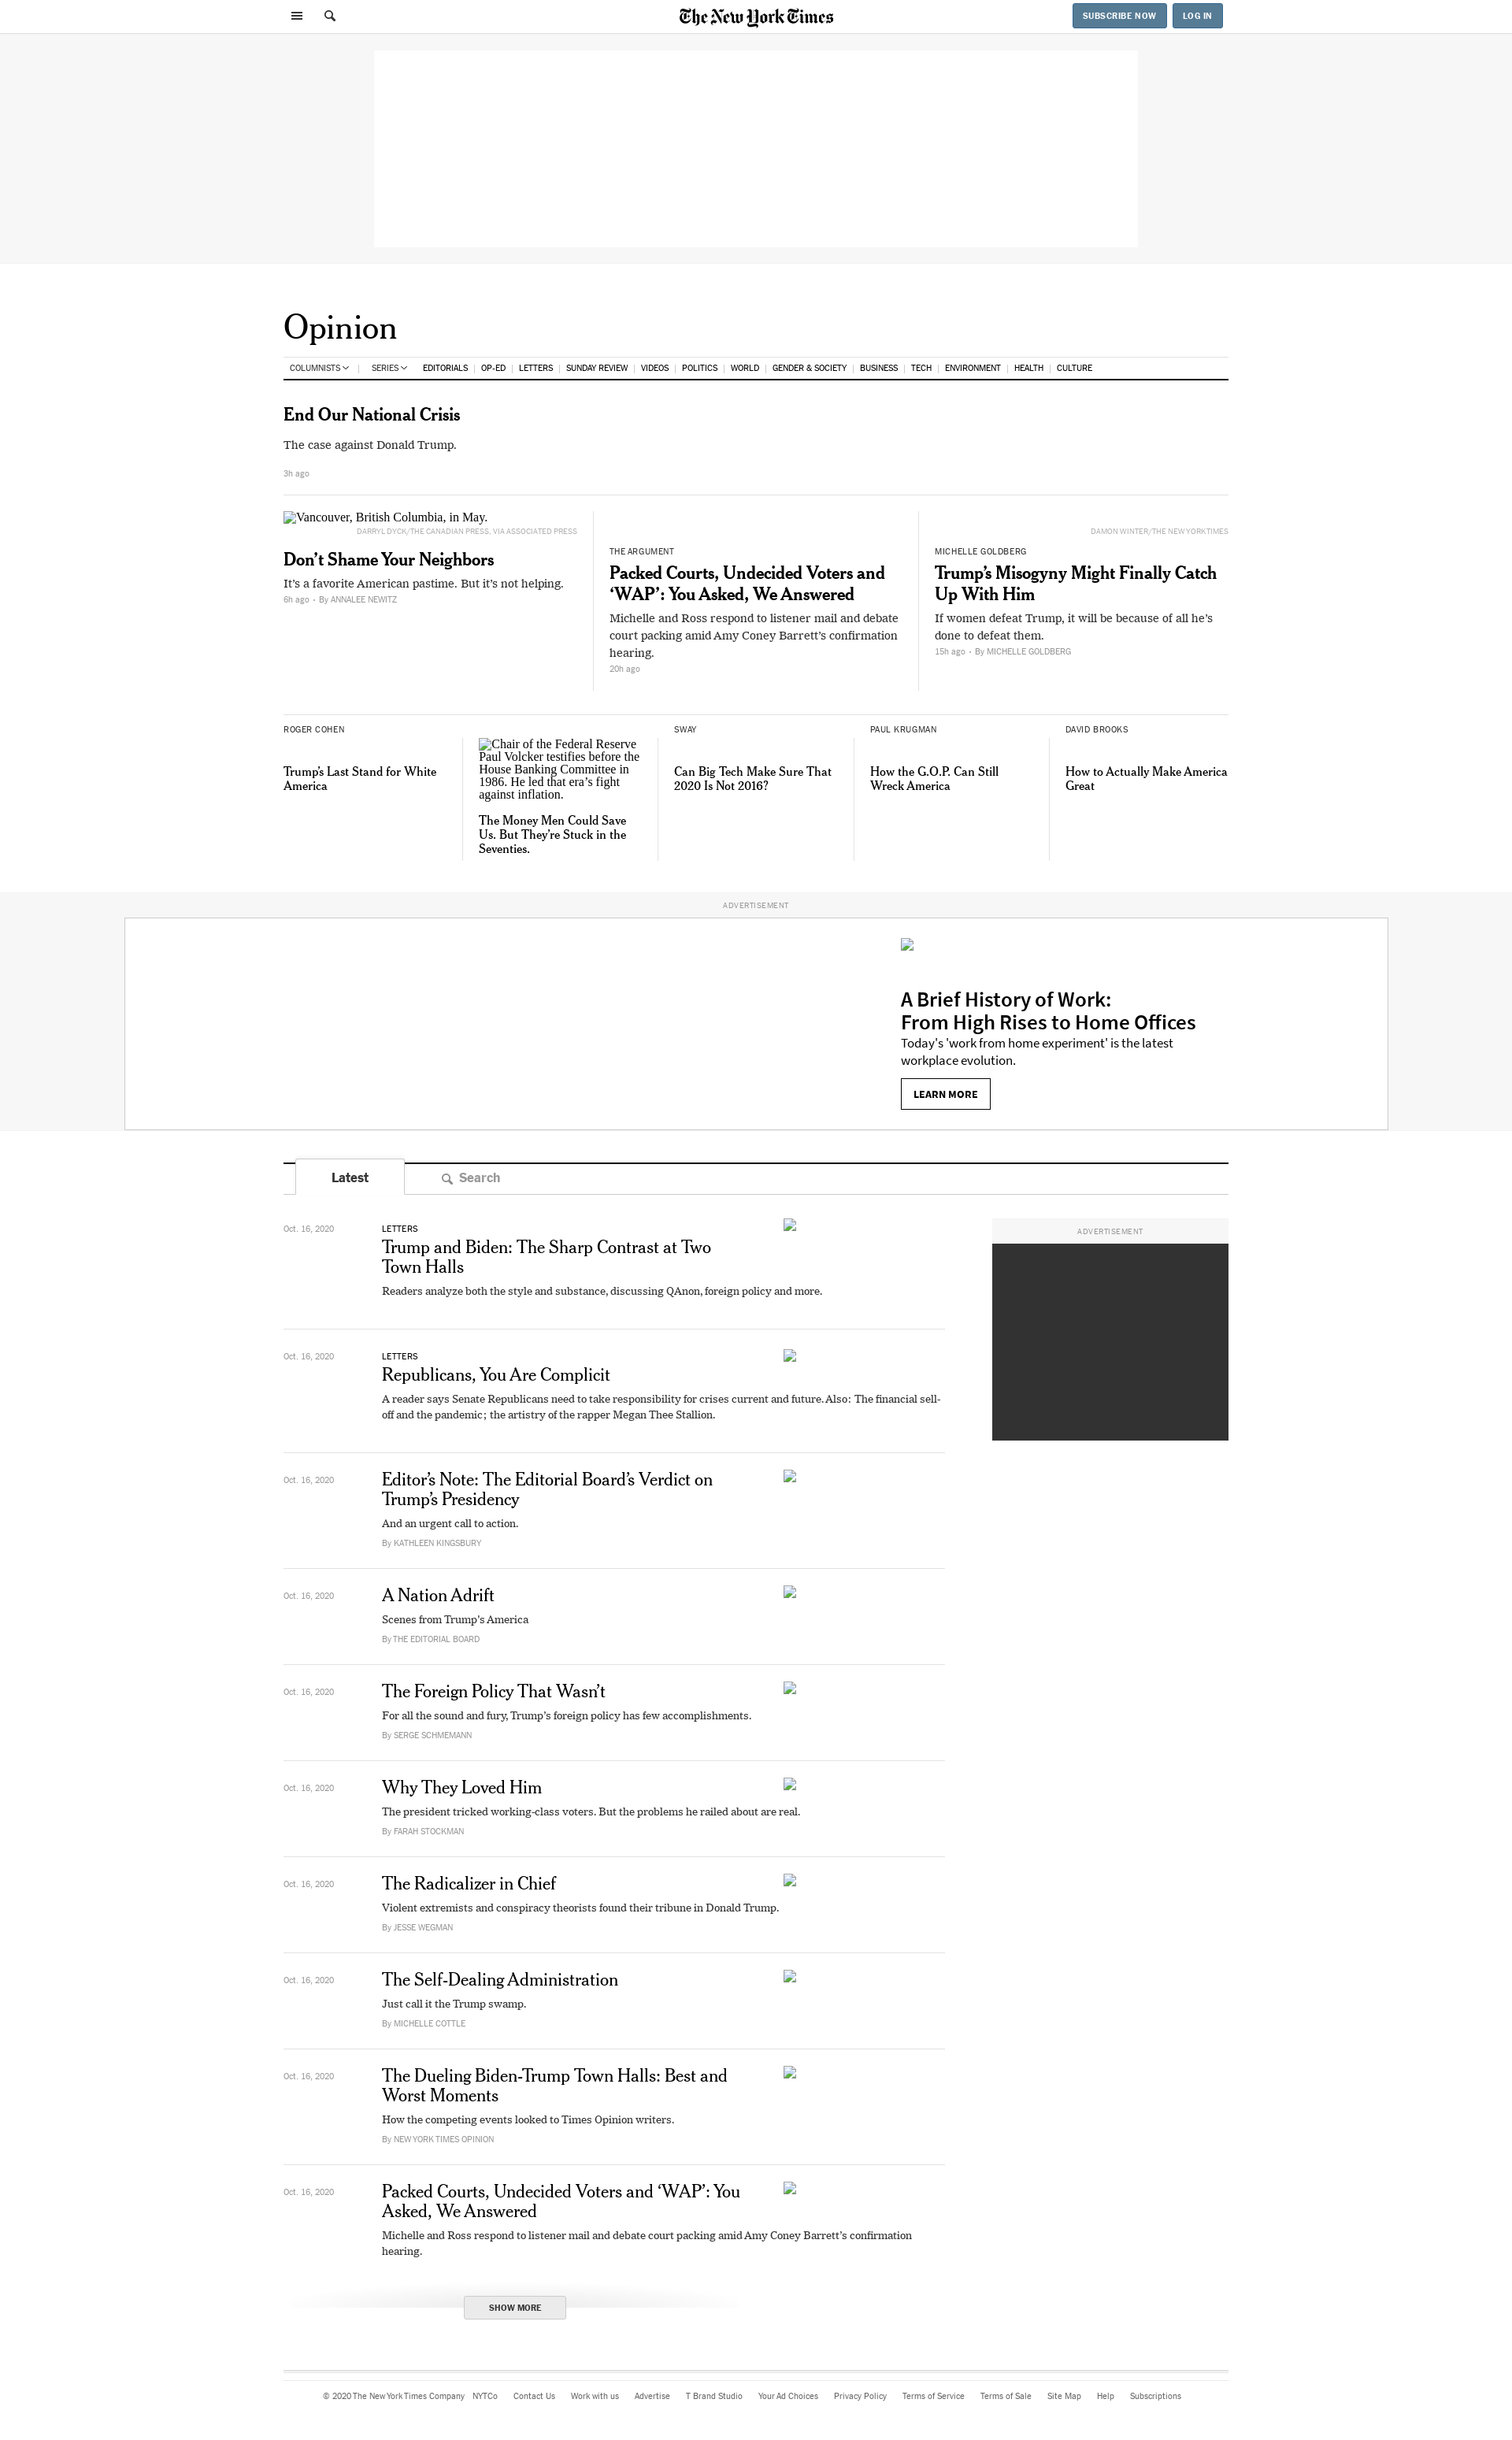 The New York Times
SUBSCRIBE NOW
LOG IN
Opinion
COLUMNISTS
SERIES
EDITORIALS
OP-ED
LETTERS
SUNDAY REVIEW
VIDEOS
POLITICS
WORLD
GENDER & SOCIETY
BUSINESS
TECH
ENVIRONMENT
HEALTH
CULTURE
End Our National Crisis
The case against Donald Trump.
3h ago
Vancouver, British Columbia, in May.
DARRYL DYCK/THE CANADIAN PRESS, VIA ASSOCIATED PRESS
Don’t Shame Your Neighbors
It’s a favorite American pastime. But it’s not helping.
6h ago • By ANNALEE NEWITZ
THE ARGUMENT
Packed Courts, Undecided Voters and
‘WAP’: You Asked, We Answered
Michelle and Ross respond to listener mail and debate
court packing amid Amy Coney Barrett’s confirmation
hearing.
20h ago
DAMON WINTER/THE NEW YORK TIMES
MICHELLE GOLDBERG
Trump’s Misogyny Might Finally Catch
Up With Him
If women defeat Trump, it will be because of all he’s
done to defeat them.
15h ago • By MICHELLE GOLDBERG
ROGER COHEN
Trump’s Last Stand for White
America
Chair of the Federal Reserve
Paul Volcker testifies before the
House Banking Committee in
1986. He led that era’s fight
against inflation.
The Money Men Could Save
Us. But They’re Stuck in the
Seventies.
SWAY
Can Big Tech Make Sure That
2020 Is Not 2016?
PAUL KRUGMAN
How the G.O.P. Can Still
Wreck America
DAVID BROOKS
How to Actually Make America
Great
ADVERTISEMENT
A Brief History of Work:
From High Rises to Home Offices
Today's 'work from home experiment' is the latest
workplace evolution.
LEARN MORE
Latest
Search
ADVERTISEMENT
Oct. 16, 2020
LETTERS
Trump and Biden: The Sharp Contrast at Two
Town Halls
Readers analyze both the style and substance, discussing QAnon, foreign policy and more.
Oct. 16, 2020
LETTERS
Republicans, You Are Complicit
A reader says Senate Republicans need to take responsibility for crises current and future. Also: The financial sell-
off and the pandemic; the artistry of the rapper Megan Thee Stallion.
Oct. 16, 2020
Editor’s Note: The Editorial Board’s Verdict on
Trump’s Presidency
And an urgent call to action.
By KATHLEEN KINGSBURY
Oct. 16, 2020
A Nation Adrift
Scenes from Trump’s America
By THE EDITORIAL BOARD
Oct. 16, 2020
The Foreign Policy That Wasn’t
For all the sound and fury, Trump’s foreign policy has few accomplishments.
By SERGE SCHMEMANN
Oct. 16, 2020
Why They Loved Him
The president tricked working-class voters. But the problems he railed about are real.
By FARAH STOCKMAN
Oct. 16, 2020
The Radicalizer in Chief
Violent extremists and conspiracy theorists found their tribune in Donald Trump.
By JESSE WEGMAN
Oct. 16, 2020
The Self-Dealing Administration
Just call it the Trump swamp.
By MICHELLE COTTLE
Oct. 16, 2020
The Dueling Biden-Trump Town Halls: Best and
Worst Moments
How the competing events looked to Times Opinion writers.
By NEW YORK TIMES OPINION
Oct. 16, 2020
Packed Courts, Undecided Voters and ‘WAP’: You
Asked, We Answered
Michelle and Ross respond to listener mail and debate court packing amid Amy Coney Barrett’s confirmation
hearing.
SHOW MORE
© 2020 The New York Times Company
NYTCo
Contact Us
Work with us
Advertise
T Brand Studio
Your Ad Choices
Privacy Policy
Terms of Service
Terms of Sale
Site Map
Help
Subscriptions